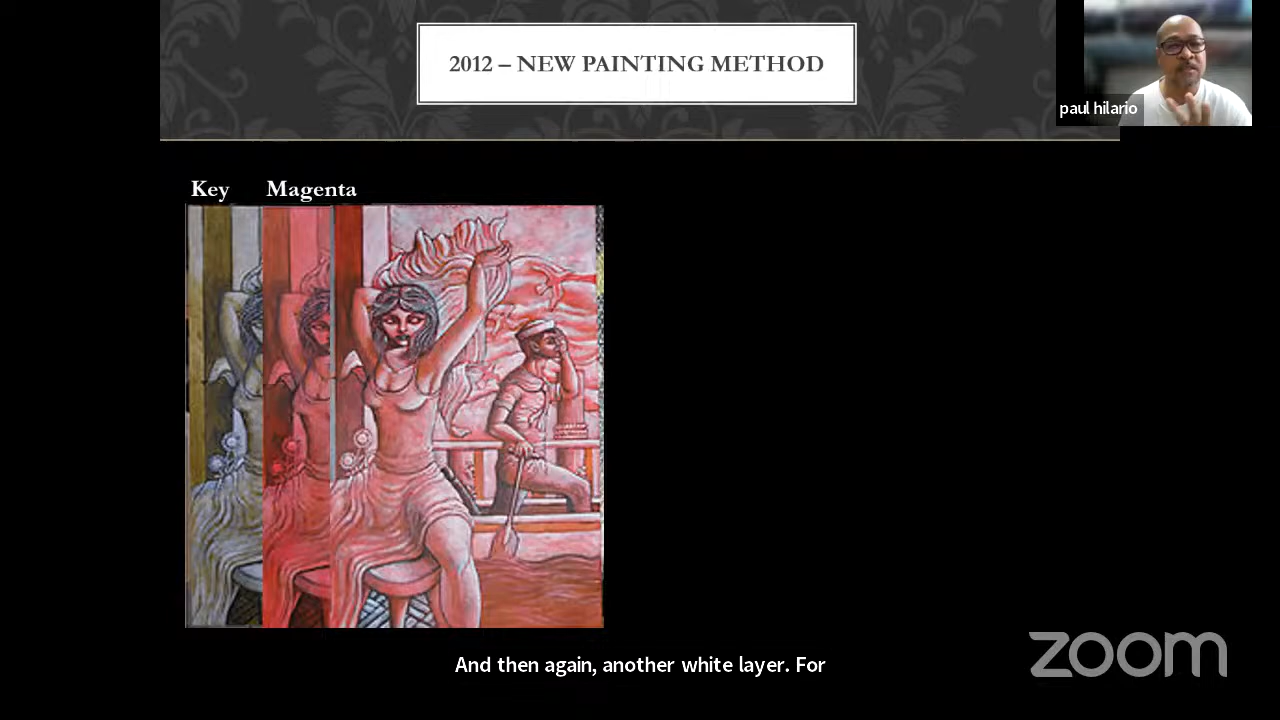 2012 – NEW PAINTING METHOD
paul hilario
Key Magenta
And then again, another white layer. For
zoom